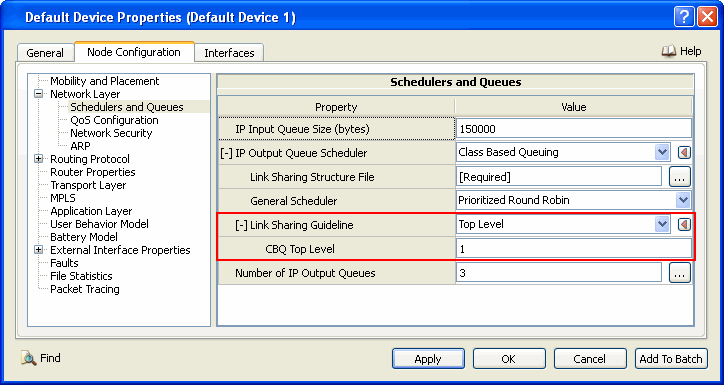 Default Device Properties (Default Device 1)
General
Node Configuration
Interfaces
Help
Mobility and Placement
Network Layer
Schedulers and Queues
QoS Configuration
Network Security
ARP
Routing Protocol
Router Properties
Transport Layer
MPLS
Application Layer
User Behavior Model
Battery Model
External Interface Properties
Faults
File Statistics
Packet Tracing
Schedulers and Queues
Property Value
IP Input Queue Size (bytes) 150000
[-] IP Output Queue Scheduler Class Based Queuing
Link Sharing Structure File [Required] ...
General Scheduler Prioritized Round Robin
[-] Link Sharing Guideline Top Level
CBQ Top Level 1
Number of IP Output Queues 3 ...
Find
Apply
OK
Cancel
Add To Batch